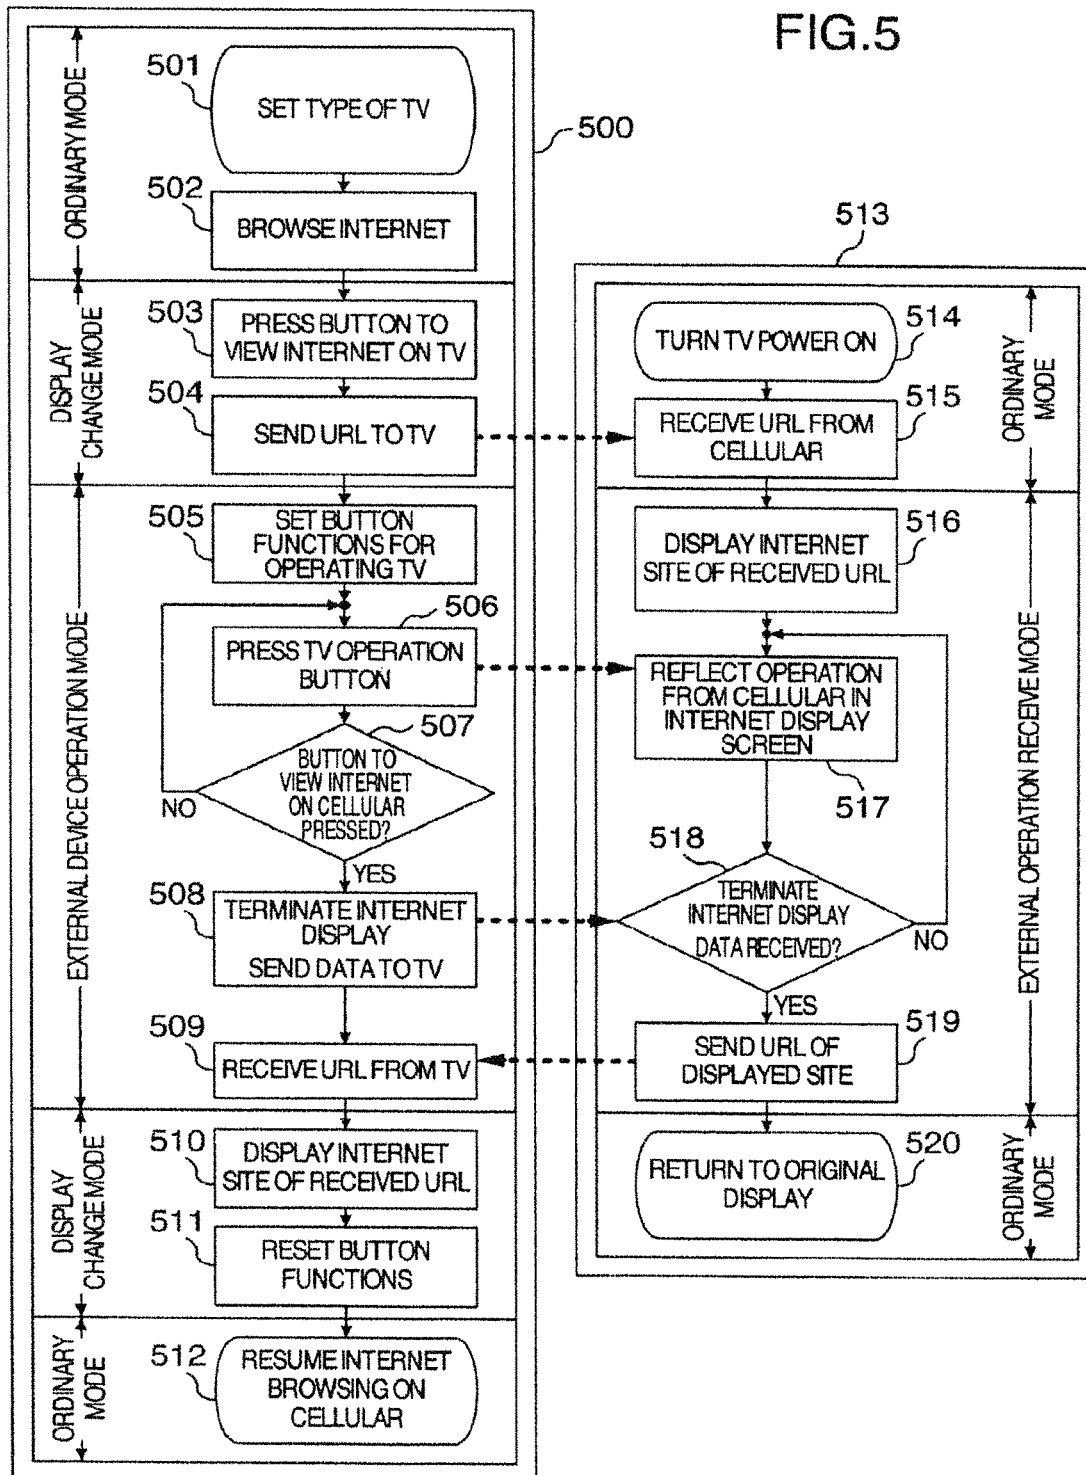 FIG.5
500
ORDINARY MODE
501
SET TYPE OF TV
502
BROWSE INTERNET
DISPLAY
CHANGE MODE
503
PRESS BUTTON TO
VIEW INTERNET ON TV
504
SEND URL TO TV
EXTERNAL DEVICE OPERATION MODE
505
SET BUTTON
FUNCTIONS FOR
OPERATING TV
506
PRESS TV OPERATION
BUTTON
507
BUTTON TO
VIEW INTERNET
ON CELLULAR
PRESSED?
NO
YES
508
TERMINATE INTERNET
DISPLAY
SEND DATA TO TV
509
RECEIVE URL FROM TV
DISPLAY
CHANGE MODE
510
DISPLAY INTERNET
SITE OF RECEIVED URL
511
RESET BUTTON
FUNCTIONS
ORDINARY
MODE
512
RESUME INTERNET
BROWSING ON
CELLULAR
513
ORDINARY
MODE
514
TURN TV POWER ON
515
RECEIVE URL FROM
CELLULAR
EXTERNAL OPERATION RECEIVE MODE
516
DISPLAY INTERNET
SITE OF RECEIVED URL
REFLECT OPERATION
FROM CELLULAR IN
INTERNET DISPLAY
SCREEN
517
518
TERMINATE
INTERNET DISPLAY
DATA RECEIVED?
NO
YES
519
SEND URL OF
DISPLAYED SITE
ORDINARY
MODE
520
RETURN TO ORIGINAL
DISPLAY